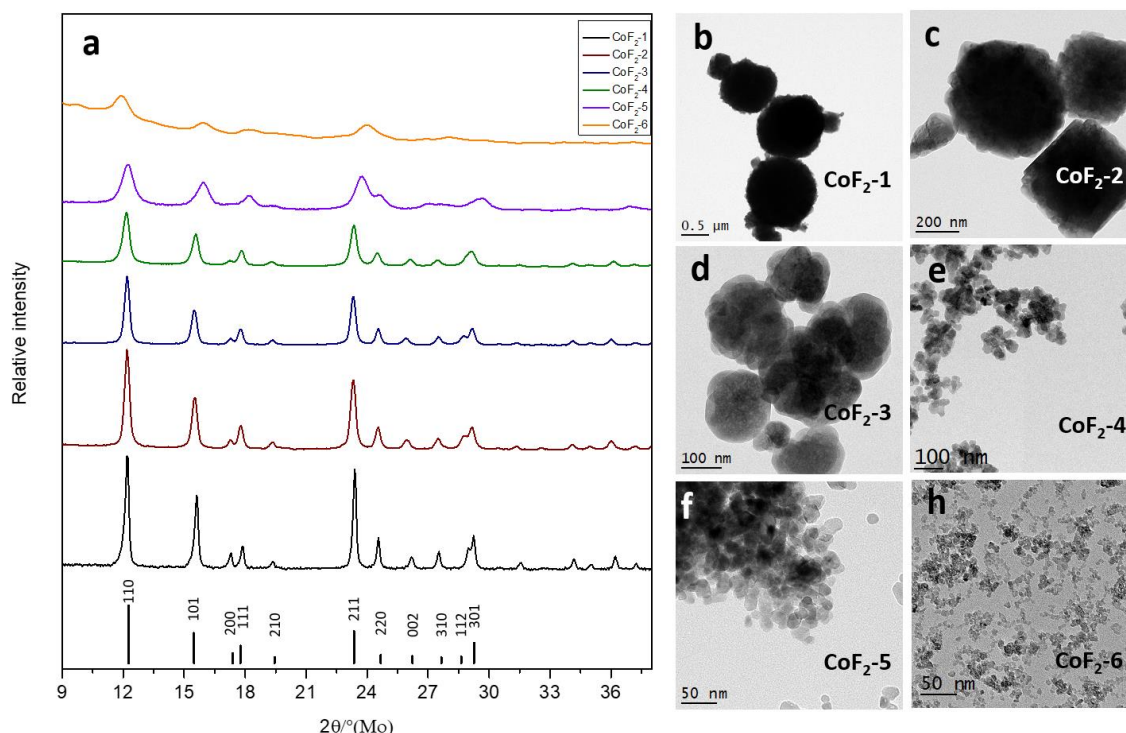 a
CoF₂-1
CoF₂-2
CoF₂-3
CoF₂-4
CoF₂-5
CoF₂-6
Relative intensity
110
101
200
111
210
211
220
002
310
112
301
9 12 15 18 21 24 27 30 33 36
2θ/°(Mo)
b
CoF₂-1
0.5 µm
c
CoF₂-2
200 nm
d
CoF₂-3
100 nm
e
CoF₂-4
100 nm
f
CoF₂-5
50 nm
h
CoF₂-6
50 nm